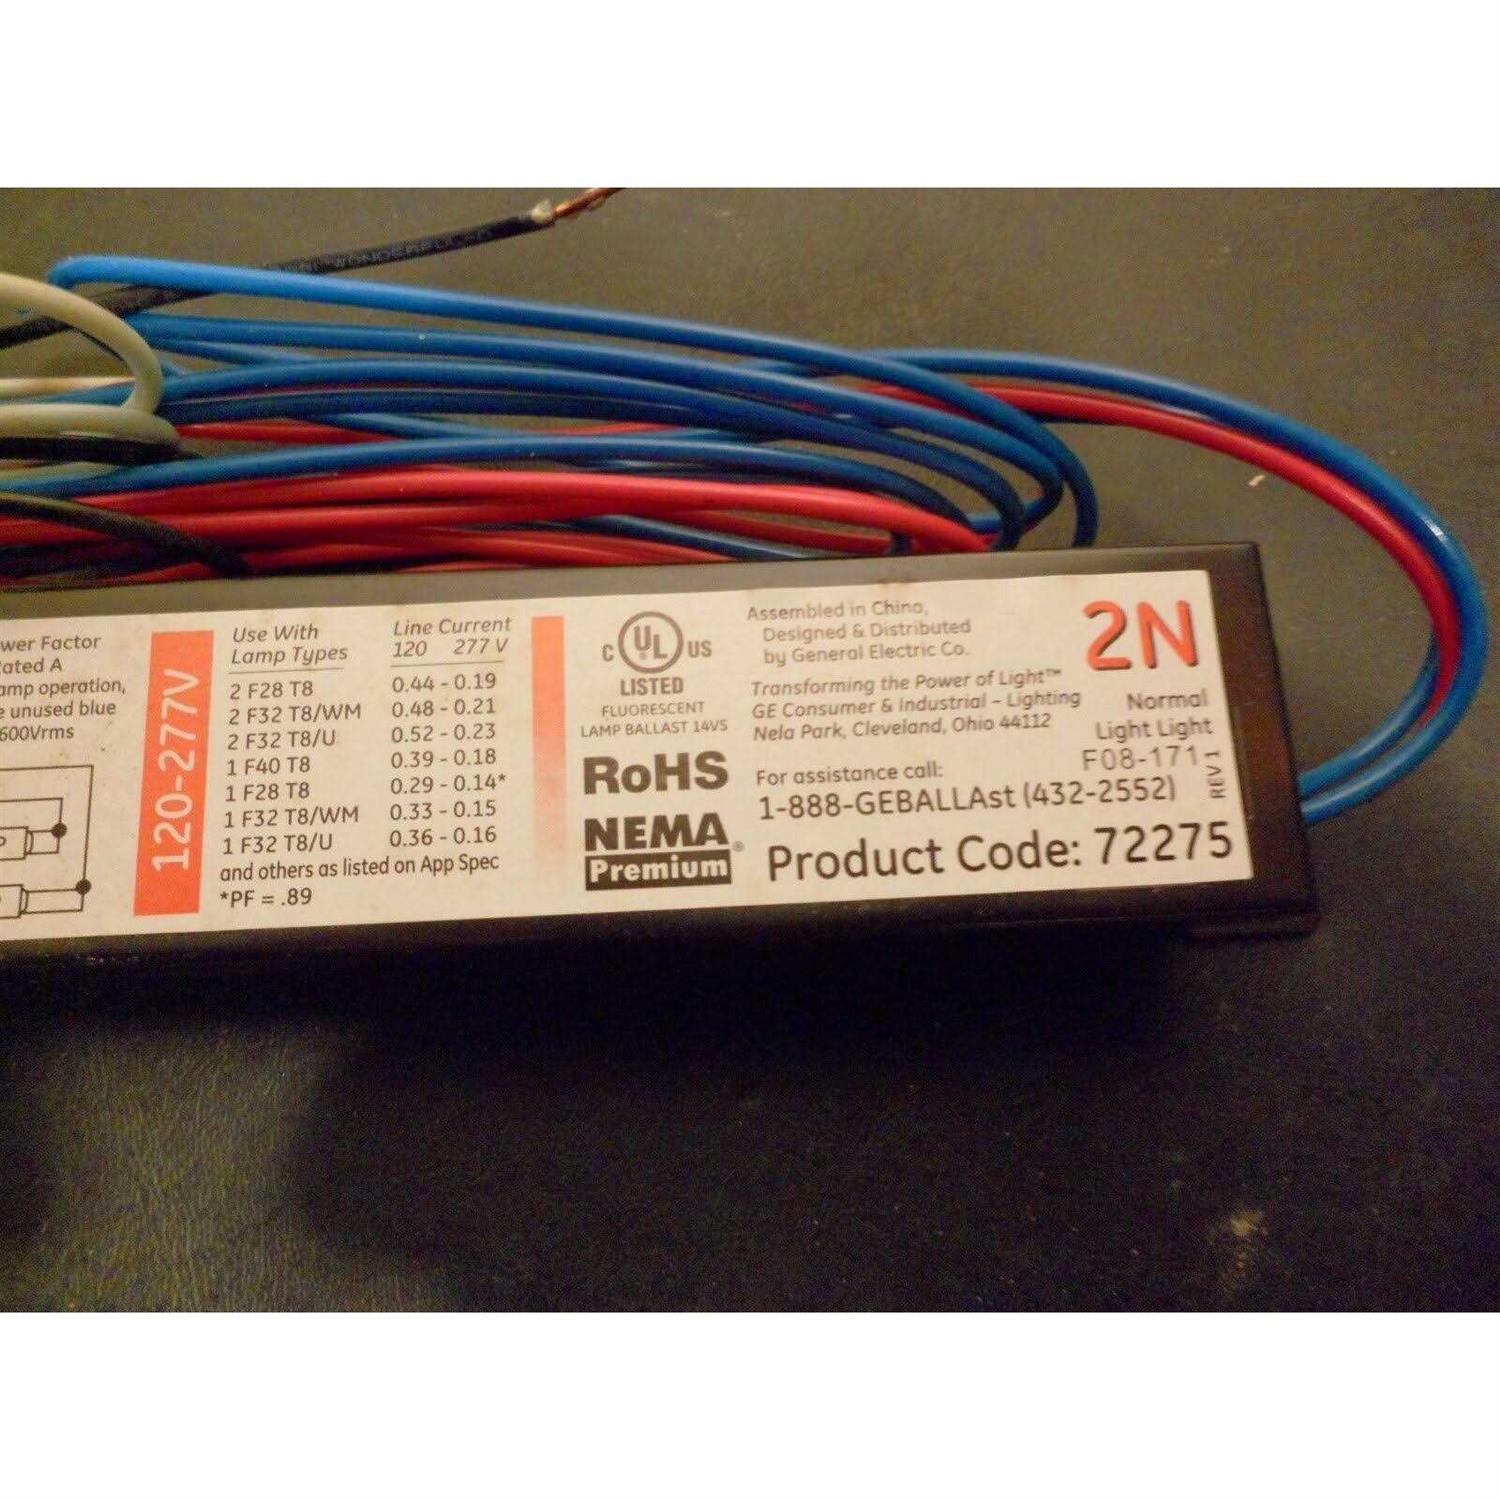 wer Factor
ated A
amp operation,
e unused blue
600Vrms
120-277V
Use With
Lamp Types
Line Current
120 277 V
2 F28 T8 0.44 - 0.19
2 F32 T8/WM 0.48 - 0.21
2 F32 T8/U 0.52 - 0.23
1 F40 T8 0.39 - 0.18
1 F28 T8 0.29 - 0.14*
1 F32 T8/WM 0.33 - 0.15
1 F32 T8/U 0.36 - 0.16
and others as listed on App Spec
*PF = .89
C UL US
LISTED
FLUORESCENT
LAMP BALLAST 14VS
RoHS
NEMA
Premium®
Assembled in China,
Designed & Distributed
by General Electric Co.
Transforming the Power of Light™
GE Consumer & Industrial – Lighting
Nela Park, Cleveland, Ohio 44112
For assistance call:
1-888-GEBALLAst (432-2552)
Product Code: 72275
2N
Normal
Light Light
F08-171
REV 1